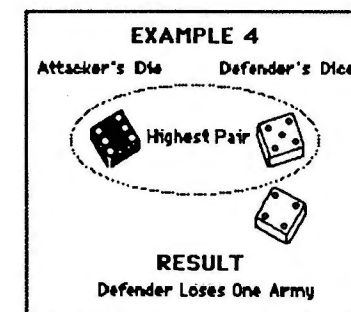 EXAMPLE 4
Attacker's Die Defender's Dice
Highest Pair
RESULT
Defender Loses One Army